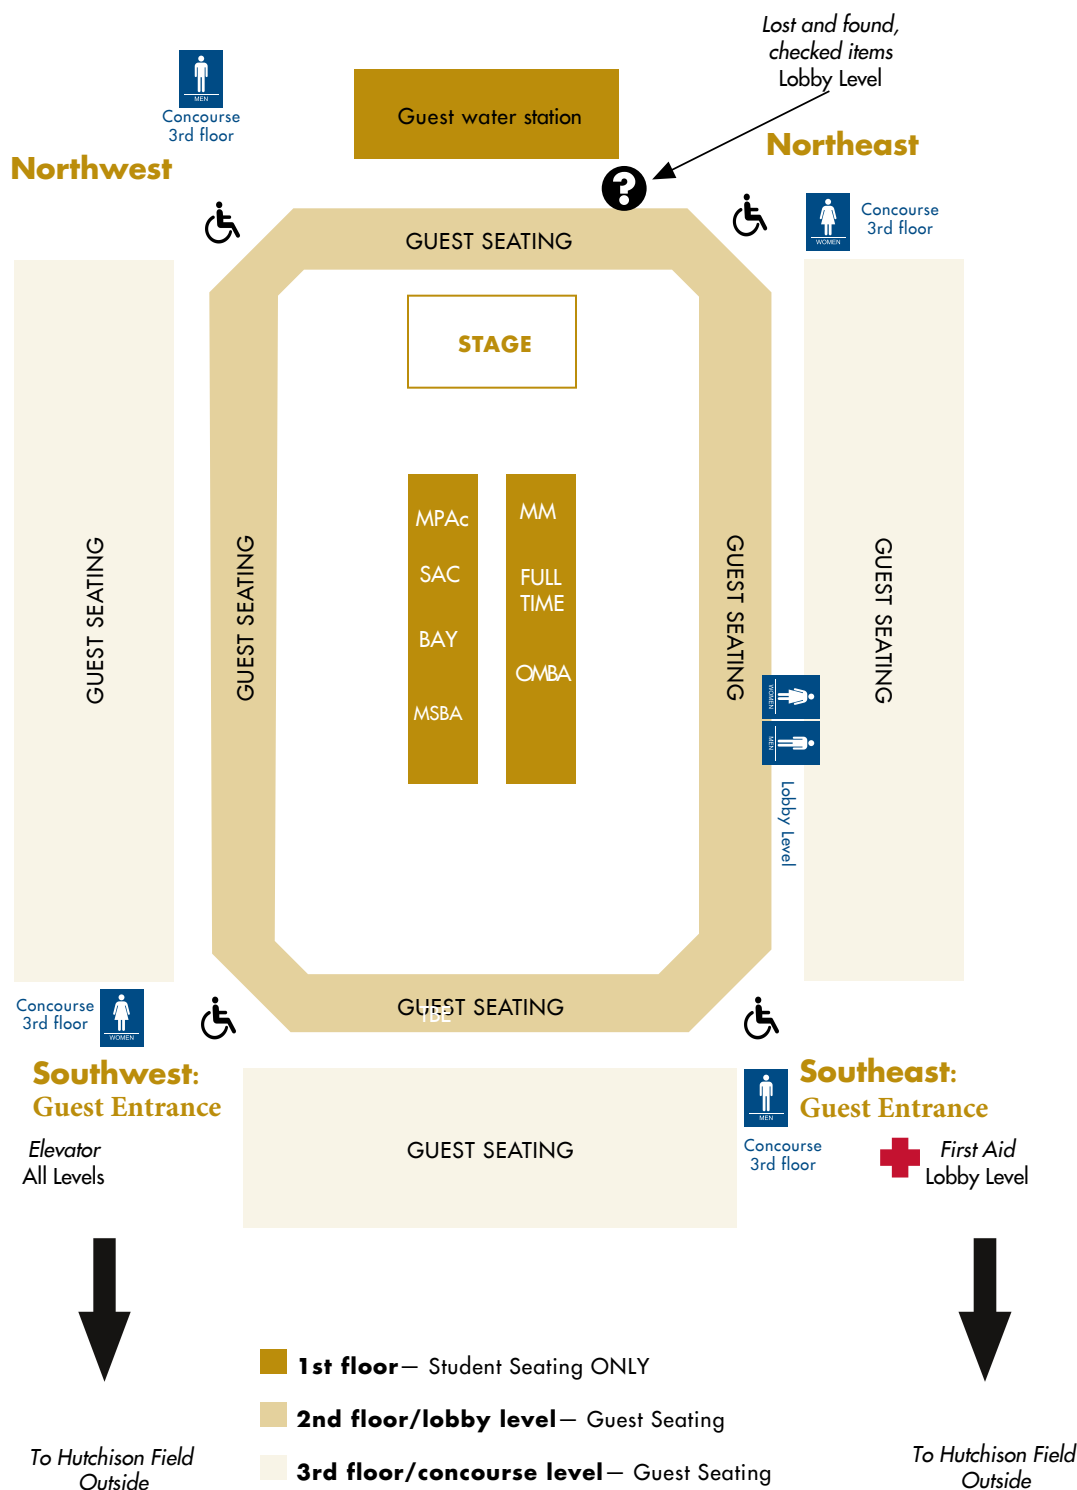 Lost and found,
checked items
Lobby Level
MEN
Concourse
3rd floor
Guest water station
Northwest
Northeast
?
WOMEN
Concourse
3rd floor
GUEST SEATING
STAGE
GUEST SEATING
GUEST SEATING
MPAc
SAC
BAY
MSBA
MM
FULL
TIME
OMBA
GUEST SEATING
GUEST SEATING
WOMEN
MEN
Lobby Level
Concourse
3rd floor
WOMEN
GUEST SEATING
TBE
Southwest:
Guest Entrance
Elevator
All Levels
GUEST SEATING
MEN
Concourse
3rd floor
Southeast:
Guest Entrance
First Aid
Lobby Level
1st floor— Student Seating ONLY
2nd floor/lobby level— Guest Seating
3rd floor/concourse level— Guest Seating
To Hutchison Field
Outside
To Hutchison Field
Outside